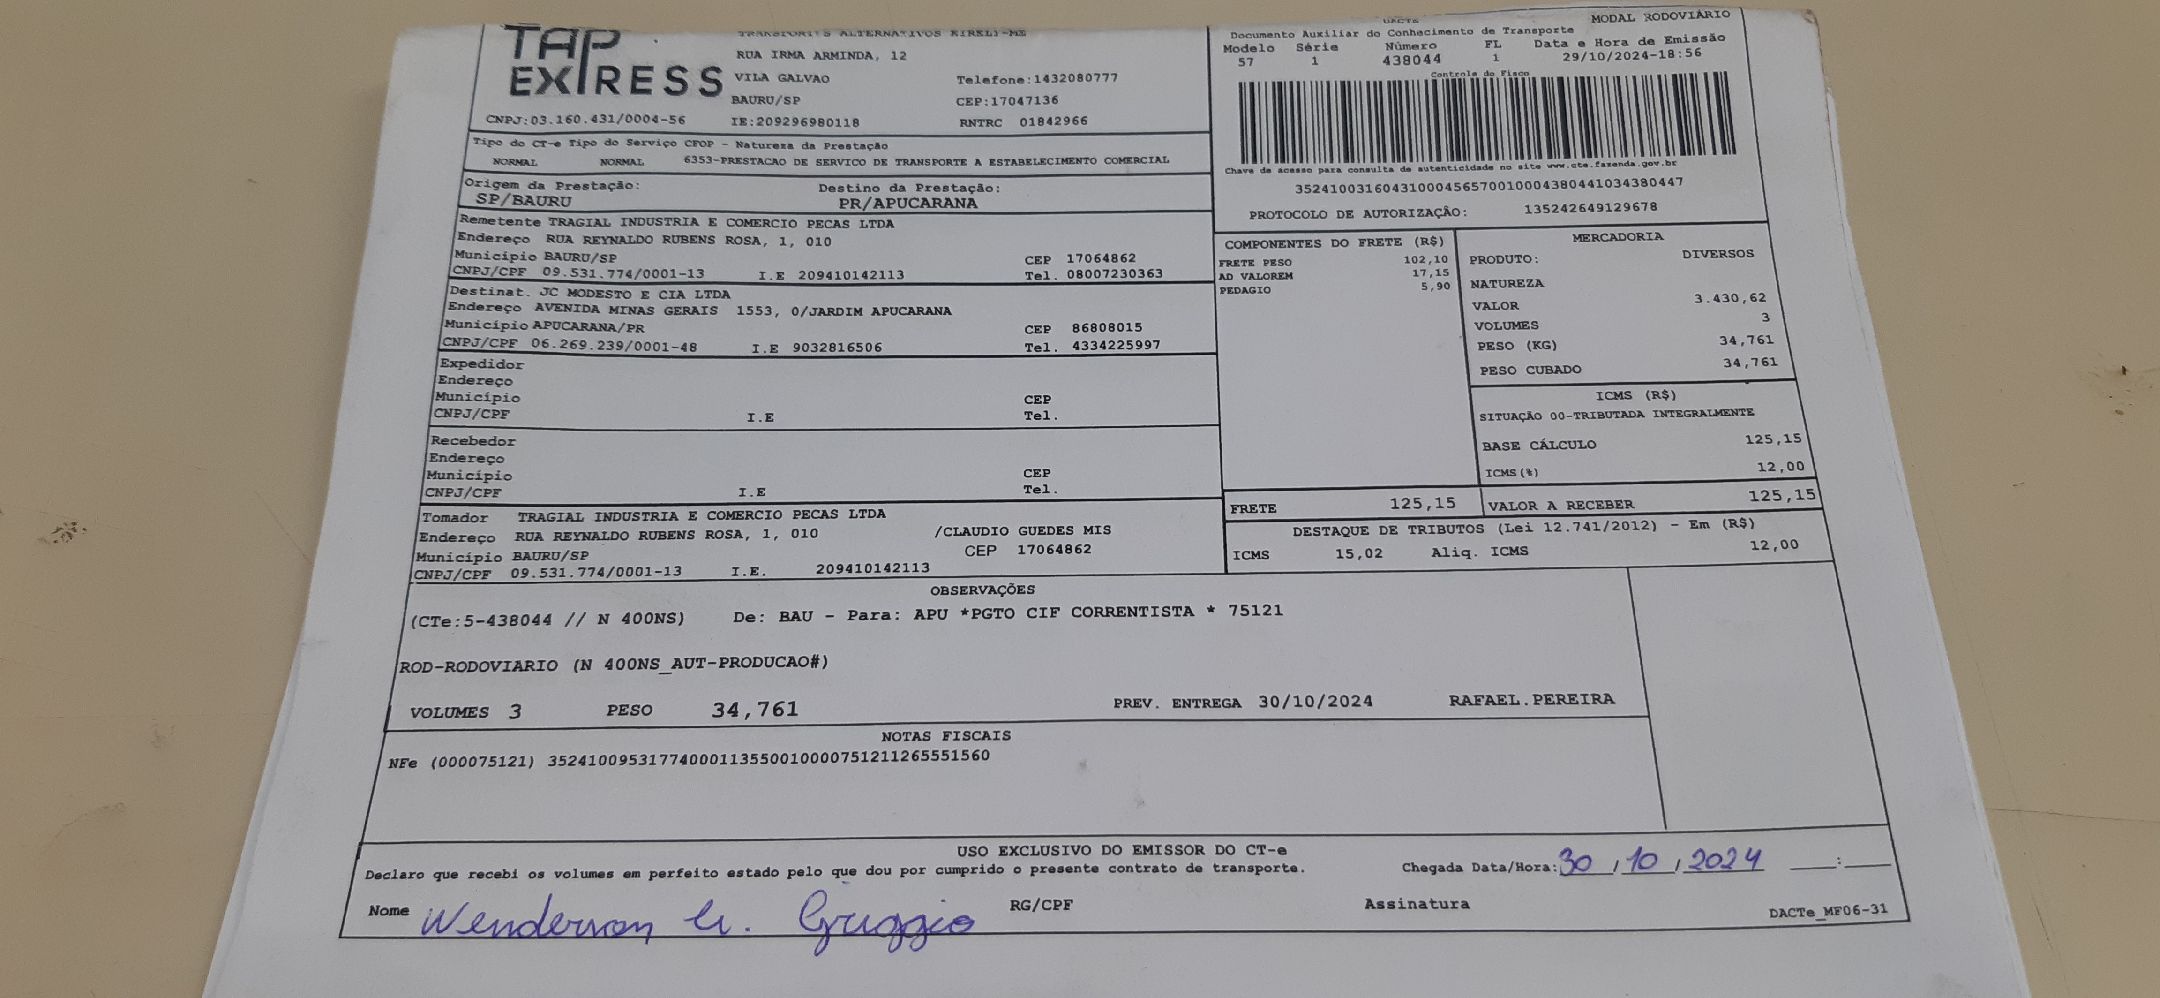 TAP
EXPRESS
TRANSPORTES ALTERNATIVOS EIRELI-ME
RUA IRMA ARMINDA, 12
VILA GALVAO Telefone:1432080777
BAURU/SP CEP:17047136
CNPJ:03.160.431/0004-56 IE:209296980118 RNTRC 01842966
DACTE MODAL RODOVIÁRIO
Documento Auxiliar do Conhecimento de Transporte
Modelo Série Número FL Data e Hora de Emissão
57 1 438044 1 29/10/2024-18:56
Controle do Fisco
Chave de acesso para consulta de autenticidade no site www.cte.fazenda.gov.br
35241003160431000456570010004380441034380447
PROTOCOLO DE AUTORIZAÇÃO: 135242649129678
Tipo do CT-e Tipo do Serviço CFOP - Natureza da Prestação
NORMAL NORMAL 6353-PRESTACAO DE SERVICO DE TRANSPORTE A ESTABELECIMENTO COMERCIAL
Origem da Prestação: Destino da Prestação:
SP/BAURU PR/APUCARANA
Remetente TRAGIAL INDUSTRIA E COMERCIO PECAS LTDA
Endereço RUA REYNALDO RUBENS ROSA, 1, 010
Município BAURU/SP CEP 17064862
CNPJ/CPF 09.531.774/0001-13 I.E 209410142113 Tel. 08007230363
Destinat. JC MODESTO E CIA LTDA
Endereço AVENIDA MINAS GERAIS 1553, 0/JARDIM APUCARANA
Município APUCARANA/PR CEP 86808015
CNPJ/CPF 06.269.239/0001-48 I.E 9032816506 Tel. 4334225997
Expedidor
Endereço
Município CEP
CNPJ/CPF I.E Tel.
Recebedor
Endereço
Município CEP
CNPJ/CPF I.E Tel.
Tomador TRAGIAL INDUSTRIA E COMERCIO PECAS LTDA
Endereço RUA REYNALDO RUBENS ROSA, 1, 010 /CLAUDIO GUEDES MIS
Município BAURU/SP CEP 17064862
CNPJ/CPF 09.531.774/0001-13 I.E. 209410142113
COMPONENTES DO FRETE (R$)
FRETE PESO 102,10
AD VALOREM 17,15
PEDAGIO 5,90
MERCADORIA
PRODUTO: DIVERSOS
NATUREZA
VALOR 3.430,62
VOLUMES 3
PESO (KG) 34,761
PESO CUBADO 34,761
ICMS (R$)
SITUAÇÃO 00-TRIBUTADA INTEGRALMENTE
BASE CÁLCULO 125,15
ICMS(%) 12,00
FRETE 125,15 VALOR A RECEBER 125,15
DESTAQUE DE TRIBUTOS (Lei 12.741/2012) - Em (R$)
ICMS 15,02 Aliq. ICMS 12,00
OBSERVAÇÕES
(CTe:5-438044 // N 400NS) De: BAU - Para: APU *PGTO CIF CORRENTISTA * 75121
ROD-RODOVIARIO (N 400NS_AUT-PRODUCAO#)
VOLUMES 3 PESO 34,761 PREV. ENTREGA 30/10/2024 RAFAEL.PEREIRA
NOTAS FISCAIS
NFe (000075121) 35241009531774000113550010000751211265551560
USO EXCLUSIVO DO EMISSOR DO CT-e
Declaro que recebi os volumes em perfeito estado pelo que dou por cumprido o presente contrato de transporte. Chegada Data/Hora: 30/10/2024 ____:____
Nome Wenderson G. Griggio RG/CPF Assinatura DACTe_MF06-31